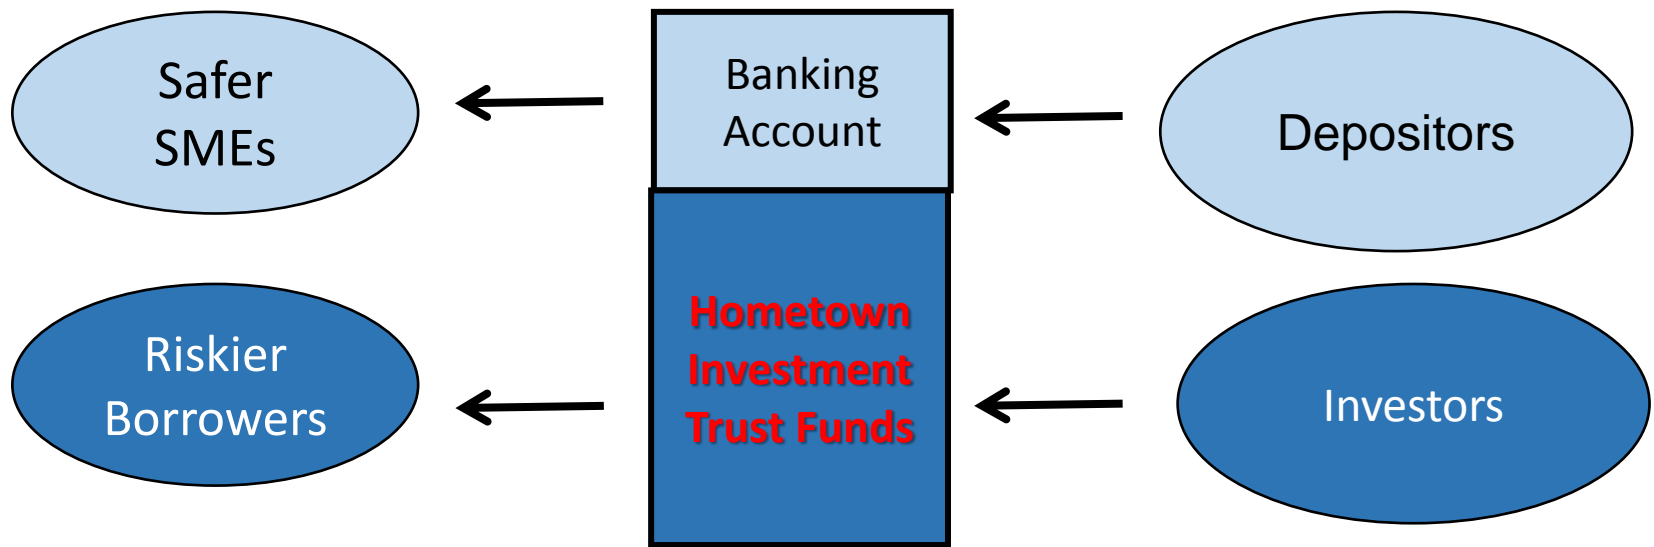 Safer
SMEs
Banking
Account
Depositors
Riskier
Borrowers
Hometown
Investment
Trust Funds
Investors